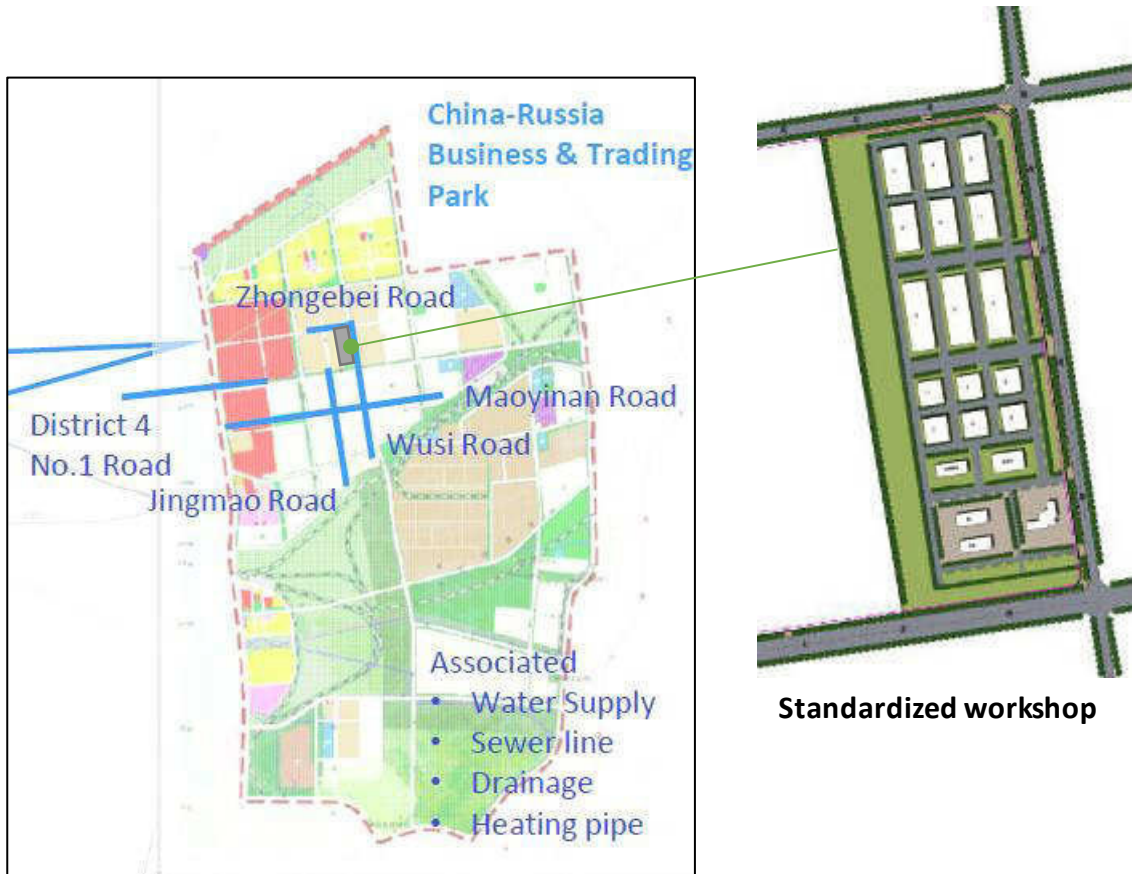 China-Russia
Business & Trading
Park
Zhongebei Road
Maoyinan Road
District 4
No.1 Road
Wusi Road
Jingmao Road
Associated
• Water Supply
• Sewer line
• Drainage
• Heating pipe
Standardized workshop